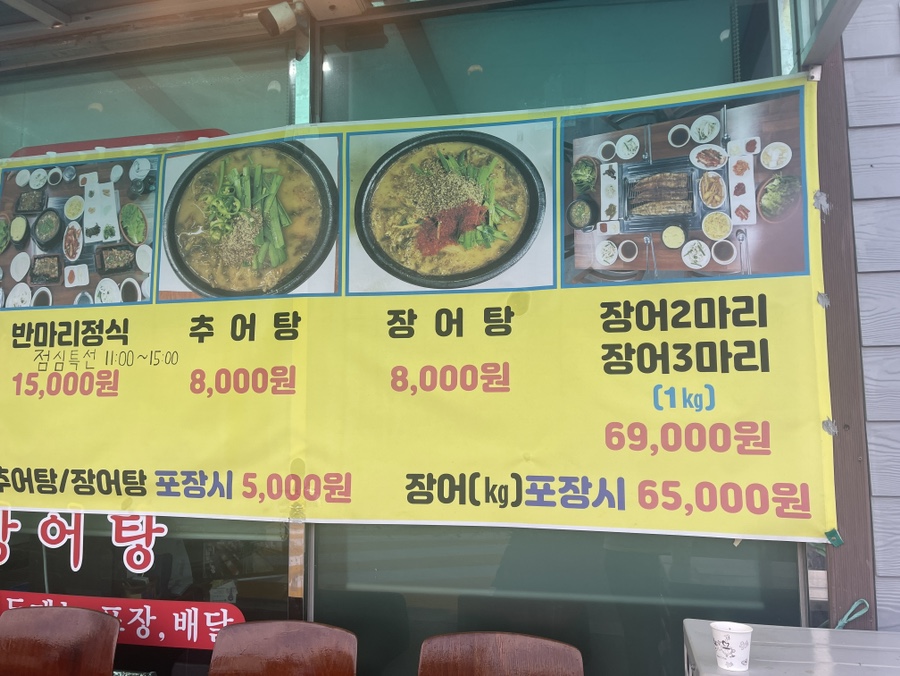 반마리정식
점심특선 11:00~15:00
15,000원
추어탕
8,000원
장어탕
8,000원
장어2마리
장어3마리
(1㎏)
69,000원
추어탕/장어탕 포장시 5,000원
장어(㎏)포장시 65,000원
장어탕
포장, 배달